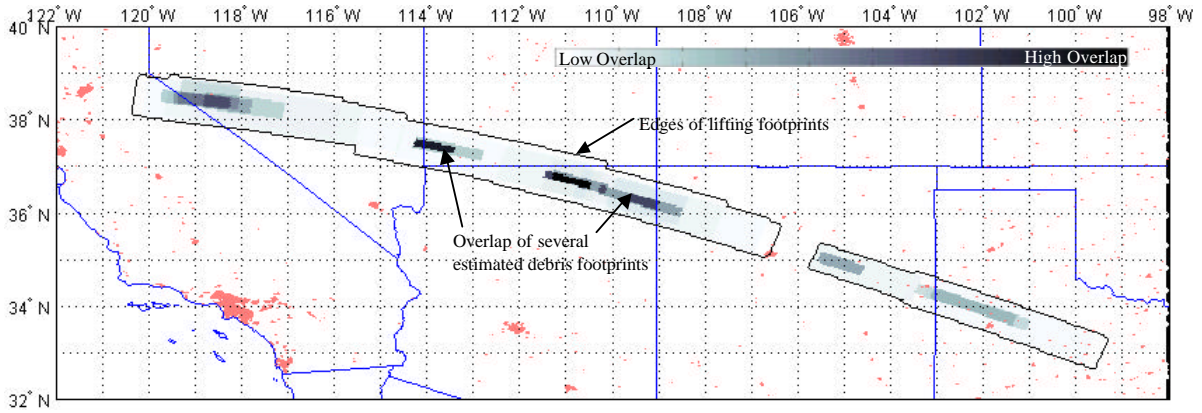 122° W 120° W 118° W 116° W 114° W 112° W 110° W 108° W 106° W 104° W 102° W 100° W 98° W
40° N
Low Overlap High Overlap
38° N
Edges of lifting footprints
36° N
Overlap of several
estimated debris footprints
34° N
32° N